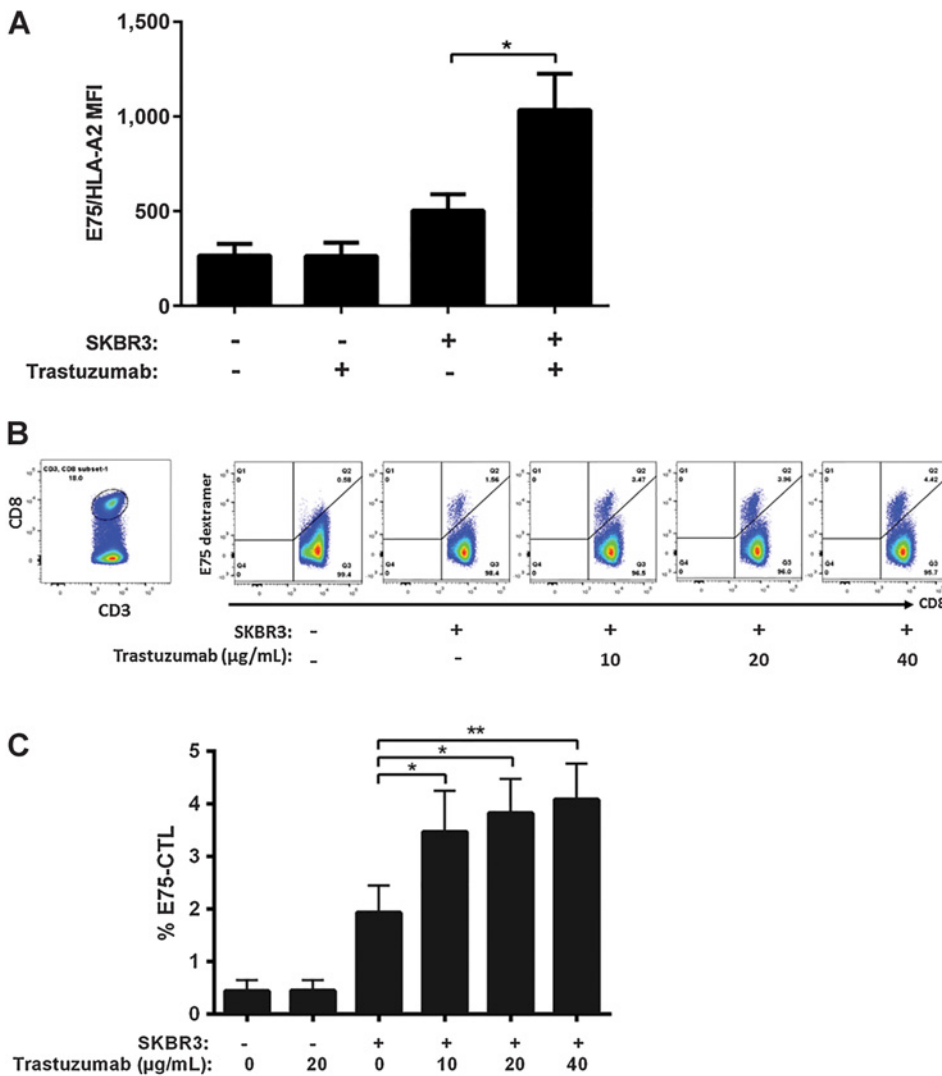 A
1,500
*
1,000
E75/HLA-A2 MFI
500
0
SKBR3: - - + +
Trastuzumab: - + - +
B
CD3, CD8 subset-1
18.0
CD8
CD3
E75 dextramer
Q1 0 Q2 0.58 Q4 0 Q3 99.4
Q1 0 Q2 1.56 Q4 0 Q3 98.4
Q1 0 Q2 3.47 Q4 0 Q3 96.5
Q1 0 Q2 3.96 Q4 0 Q3 96.0
Q1 0 Q2 4.42 Q4 0 Q3 95.7
CD8
SKBR3: - + + + +
Trastuzumab (µg/mL): - - 10 20 40
C
**
*
*
5
4
3
2
1
0
% E75-CTL
SKBR3: - - + + + +
Trastuzumab (µg/mL): 0 20 0 10 20 40